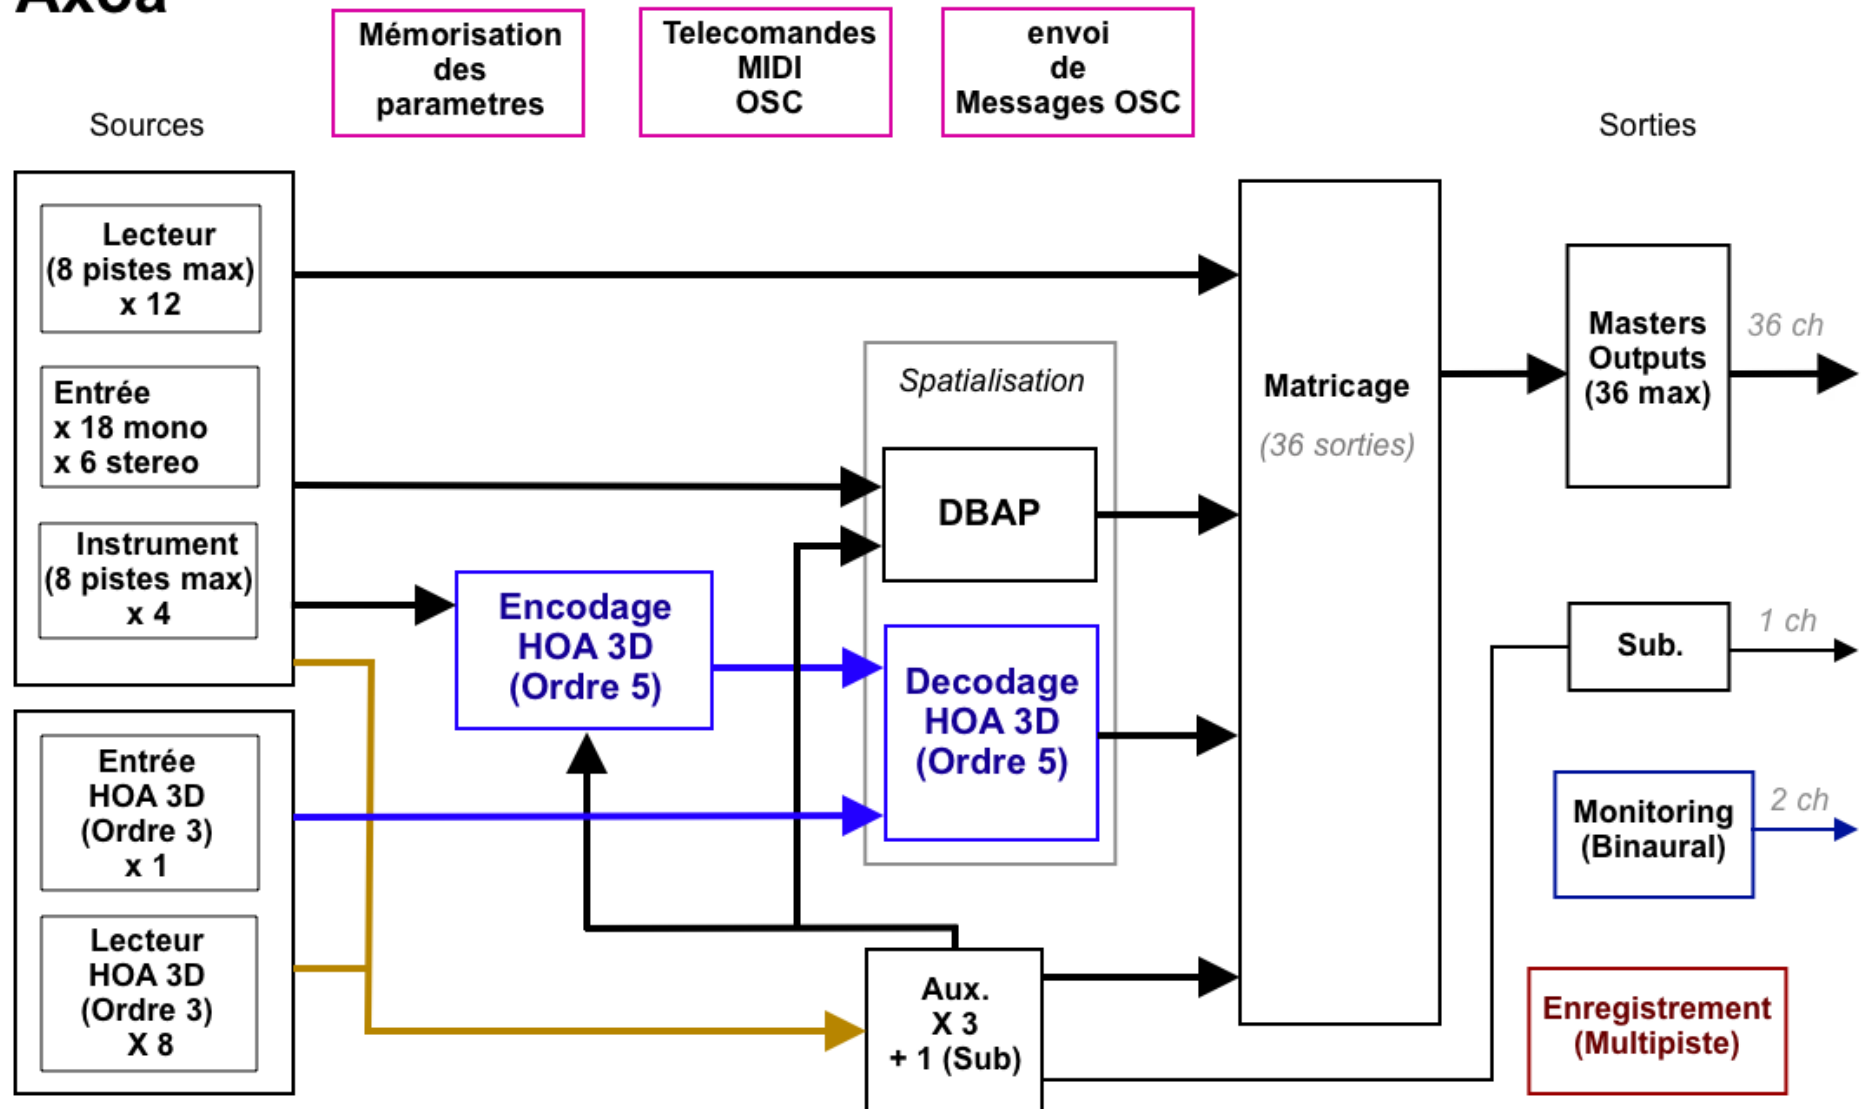 Mémorisation
des
parametres
Telecomandes
MIDI
OSC
envoi
de
Messages OSC
Sources
Sorties
Lecteur
(8 pistes max)
x 12
Entrée
x 18 mono
x 6 stereo
Instrument
(8 pistes max)
x 4
Entrée
HOA 3D
(Ordre 3)
x 1
Lecteur
HOA 3D
(Ordre 3)
X 8
Encodage
HOA 3D
(Ordre 5)
Spatialisation
DBAP
Decodage
HOA 3D
(Ordre 5)
Aux.
X 3
+ 1 (Sub)
Matricage
(36 sorties)
Masters
Outputs
(36 max)
36 ch
Sub.
1 ch
Monitoring
(Binaural)
2 ch
Enregistrement
(Multipiste)